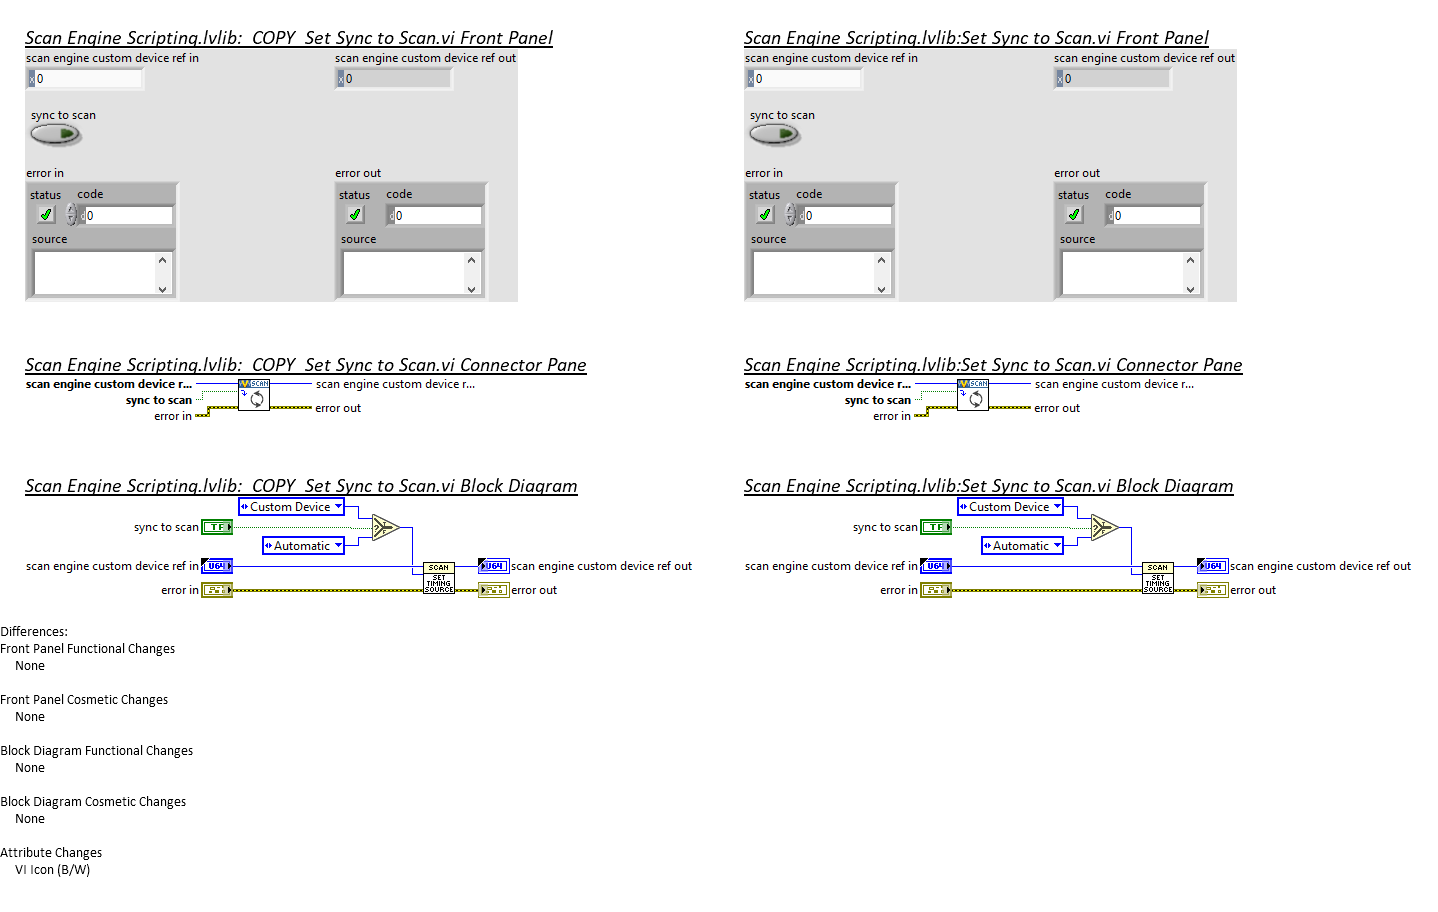 Scan Engine Scripting.lvlib:  COPY  Set Sync to Scan.vi Front Panel
scan engine custom device ref in
scan engine custom device ref out
x 0
x 0
sync to scan
error in
error out
status
code
status
code
d 0
d 0
source
source
Scan Engine Scripting.lvlib:Set Sync to Scan.vi Front Panel
scan engine custom device ref in
scan engine custom device ref out
x 0
x 0
sync to scan
error in
error out
status
code
status
code
d 0
d 0
source
source
Scan Engine Scripting.lvlib:  COPY  Set Sync to Scan.vi Connector Pane
scan engine custom device r...
SCAN
scan engine custom device r...
sync to scan
error in
error out
Scan Engine Scripting.lvlib:Set Sync to Scan.vi Connector Pane
scan engine custom device r...
SCAN
scan engine custom device r...
sync to scan
error in
error out
Scan Engine Scripting.lvlib:  COPY  Set Sync to Scan.vi Block Diagram
Custom Device
sync to scan
TF
? T F
Automatic
scan engine custom device ref in
U64
SCAN
SET
TIMING
SOURCE
U64
scan engine custom device ref out
error in
error out
Scan Engine Scripting.lvlib:Set Sync to Scan.vi Block Diagram
Custom Device
sync to scan
TF
? T F
Automatic
scan engine custom device ref in
U64
SCAN
SET
TIMING
SOURCE
U64
scan engine custom device ref out
error in
error out
Differences:
Front Panel Functional Changes
None
Front Panel Cosmetic Changes
None
Block Diagram Functional Changes
None
Block Diagram Cosmetic Changes
None
Attribute Changes
VI Icon (B/W)